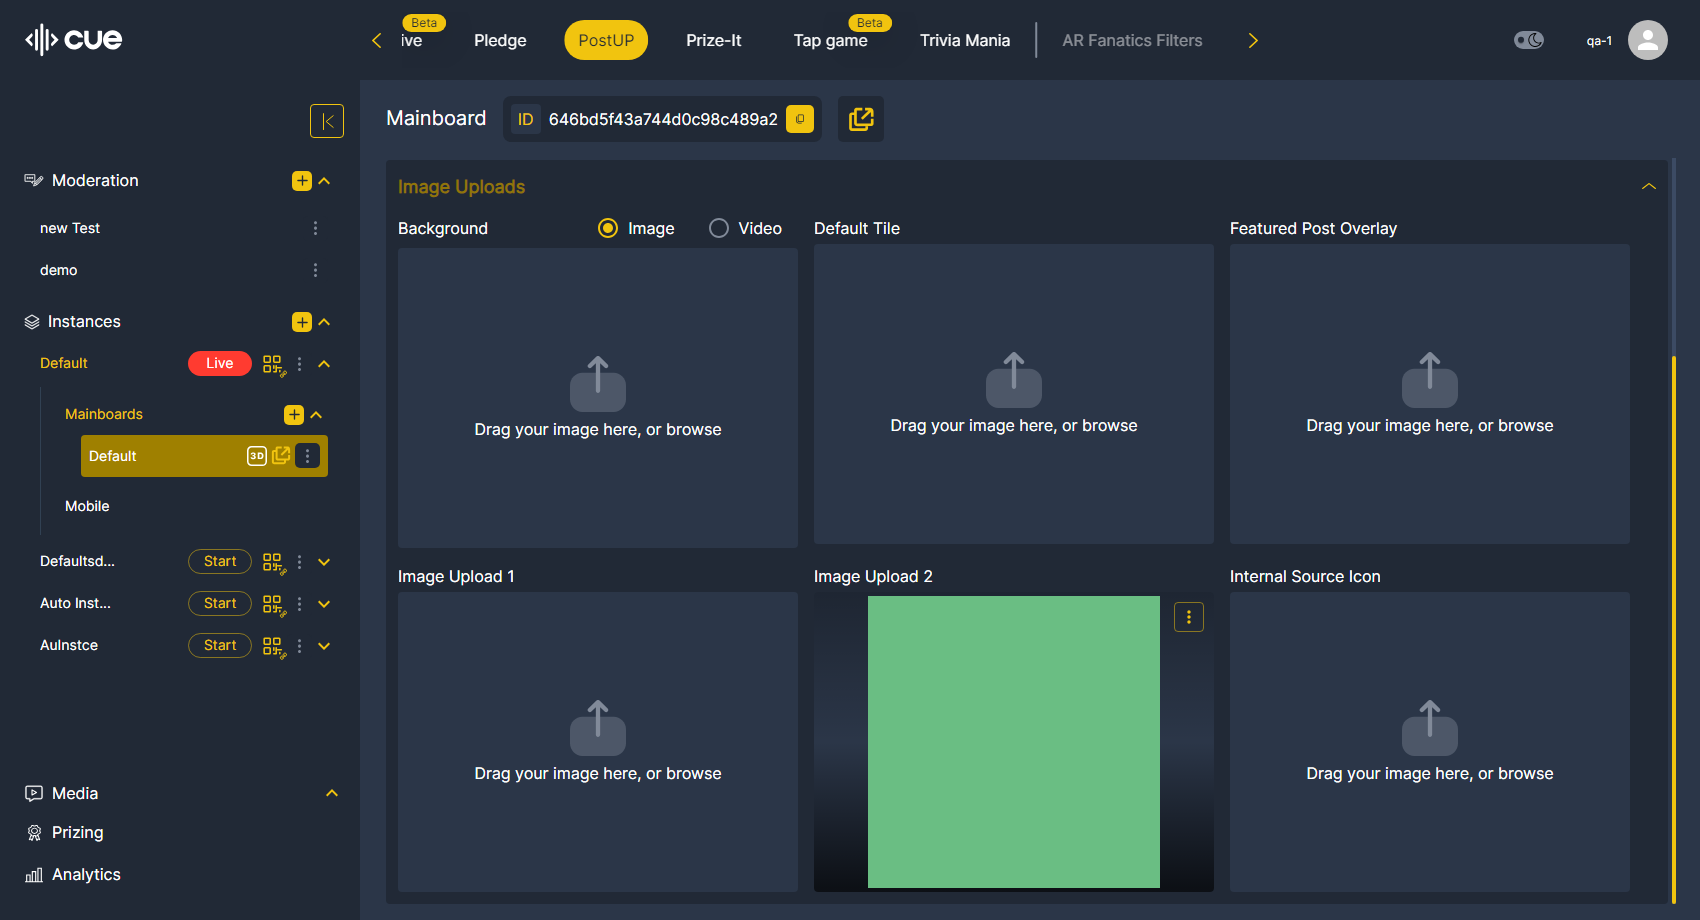 cue
Beta
ive
Pledge
PostUP
Prize-It
Beta
Tap game
Trivia Mania
AR Fanatics Filters
qa-1
Mainboard
ID
646bd5f43a744d0c98c489a2
Moderation
new Test
demo
Instances
Default
Live
Mainboards
Default
3D
Mobile
Defaultsd...
Start
Auto Inst...
Start
AuInstce
Start
Media
Prizing
Analytics
Image Uploads
Background
Image
Video
Default Tile
Featured Post Overlay
Drag your image here, or browse
Drag your image here, or browse
Drag your image here, or browse
Image Upload 1
Image Upload 2
Internal Source Icon
Drag your image here, or browse
Drag your image here, or browse